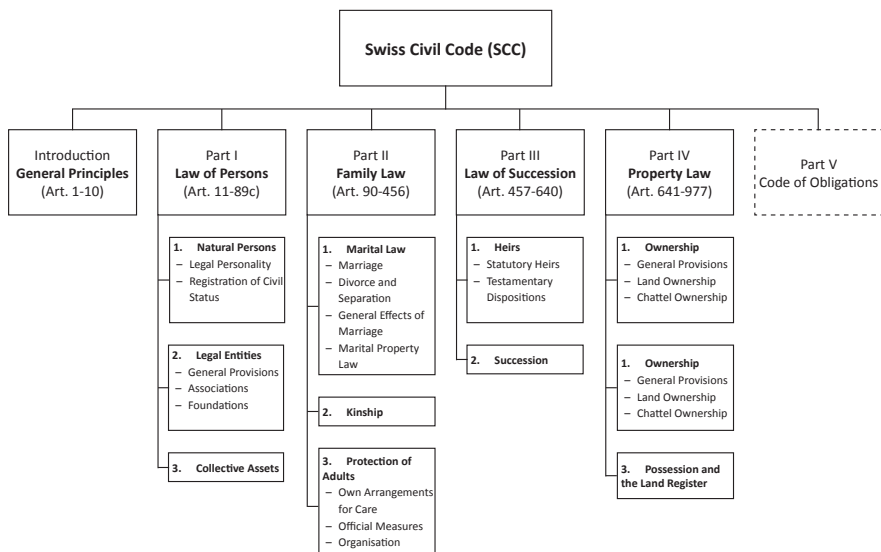 Swiss Civil Code (SCC)
Introduction
General Principles
(Art. 1-10)
Part I
Law of Persons
(Art. 11-89c)
Part II
Family Law
(Art. 90-456)
Part III
Law of Succession
(Art. 457-640)
Part IV
Property Law
(Art. 641-977)
Part V
Code of Obligations
1. Natural Persons
– Legal Personality
– Registration of Civil
Status
2. Legal Entities
– General Provisions
– Associations
– Foundations
3. Collective Assets
1. Marital Law
– Marriage
– Divorce and
Separation
– General Effects of
Marriage
– Marital Property
Law
2. Kinship
3. Protection of
Adults
– Own Arrangements
for Care
– Official Measures
– Organisation
1. Heirs
– Statutory Heirs
– Testamentary
Dispositions
2. Succession
1. Ownership
– General Provisions
– Land Ownership
– Chattel Ownership
1. Ownership
– General Provisions
– Land Ownership
– Chattel Ownership
3. Possession and
the Land Register